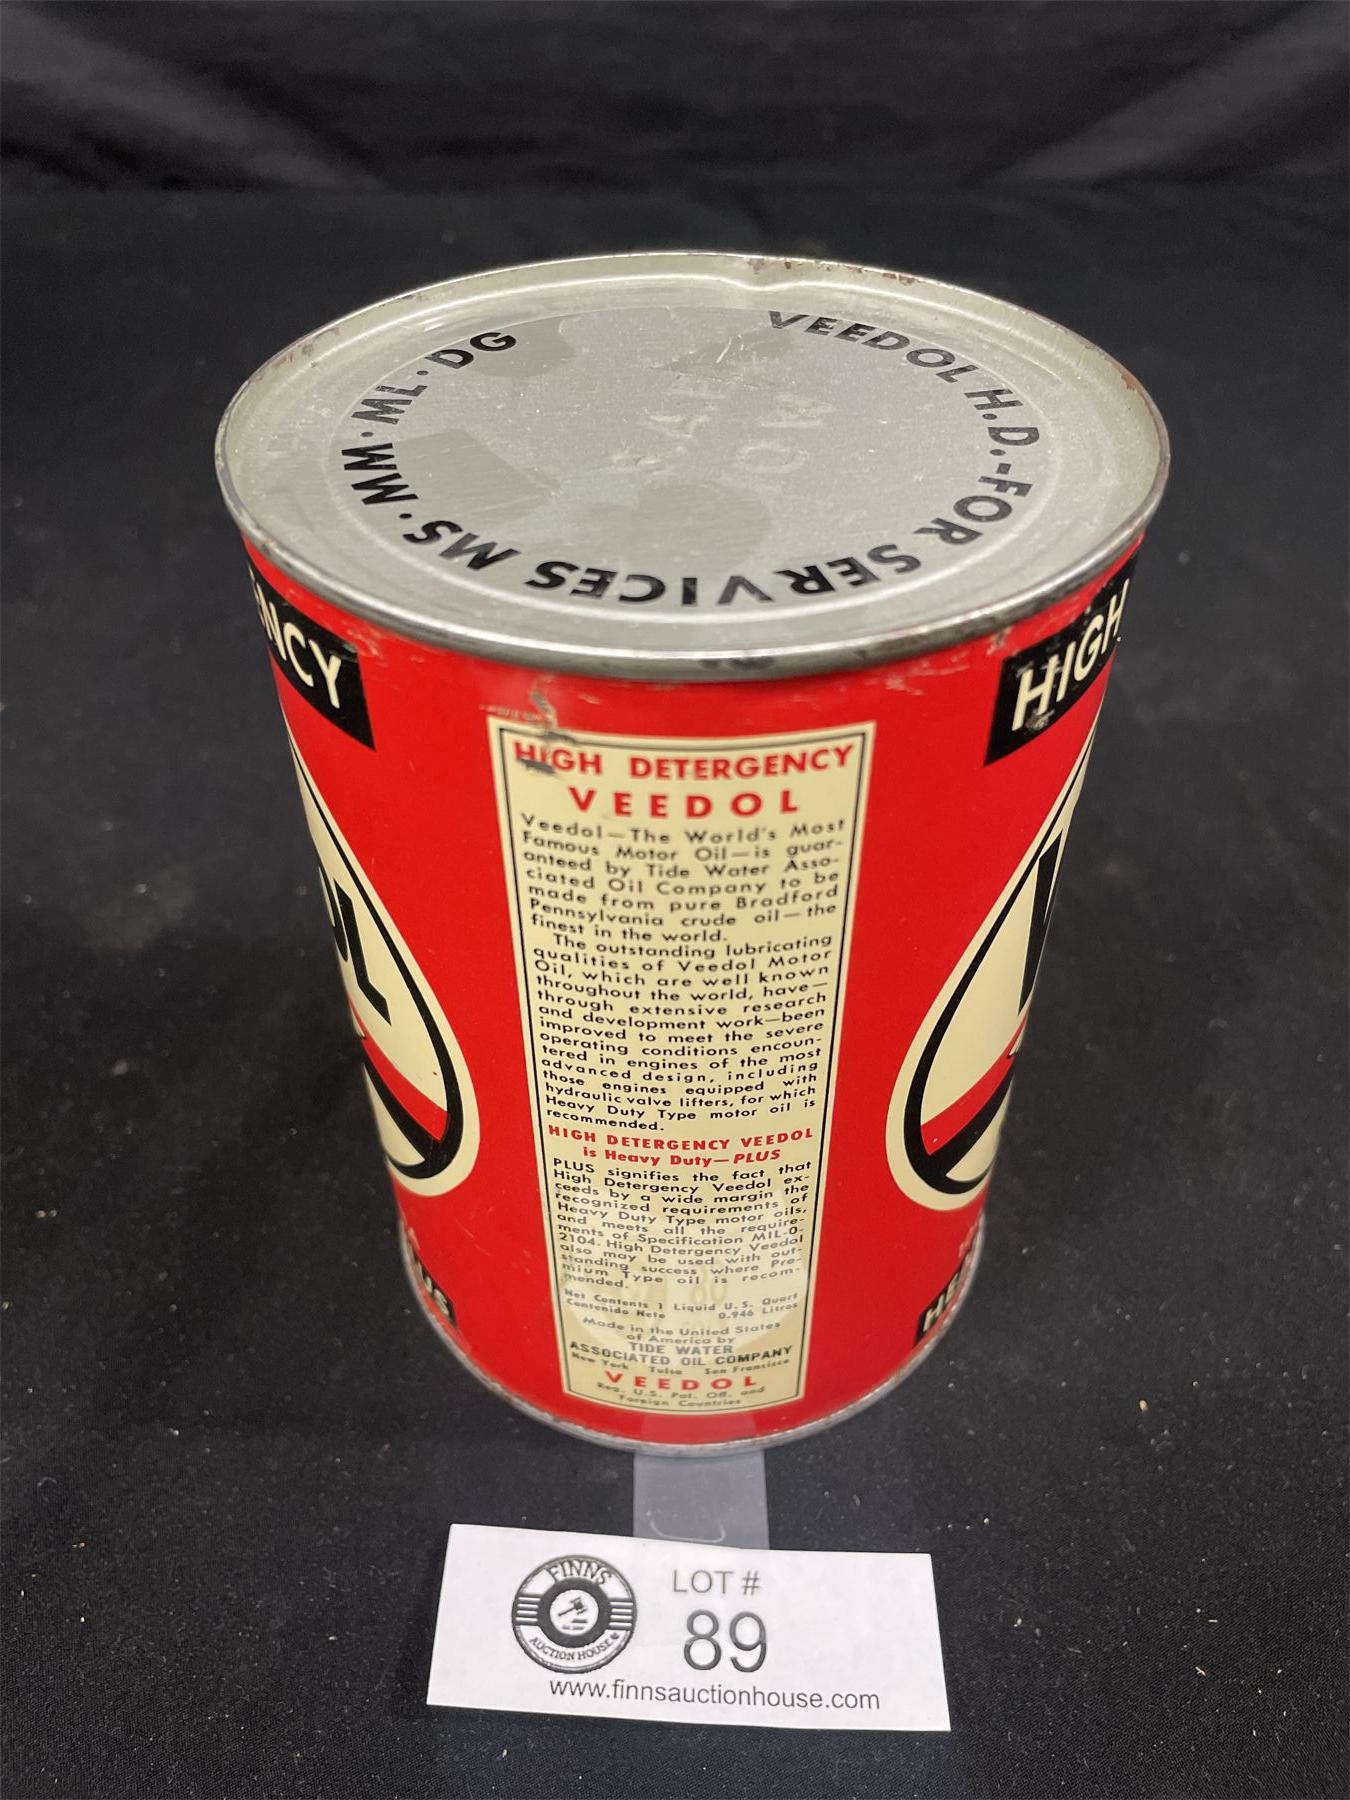 VEEDOL H.D.-FOR SERVICES MS·MM·ML·DG
NCY
HIGH
HIGH DETERGENCY
VEEDOL
Veedol—The World's Most
Famous Motor Oil—is guar-
anteed by Tide Water Asso-
ciated Oil Company to be
made from pure Bradford
Pennsylvania crude oil—the
finest in the world.
The outstanding lubricating
qualities of Veedol Motor
Oil, which are well known
throughout the world, have—
through extensive research
and development work—been
improved to meet the severe
operating conditions encoun-
tered in engines of the most
advanced design, including
those engines equipped with
hydraulic valve lifters, for which
Heavy Duty Type motor oil is
recommended.
HIGH DETERGENCY VEEDOL
is Heavy Duty—PLUS
PLUS signifies the fact that
High Detergency Veedol ex-
ceeds by a wide margin the
recognized requirements of
Heavy Duty Type motor oils,
and meets all the require-
ments of Specification MIL-O-
2104. High Detergency Veedol
also may be used with out-
standing success where Pre-
mium Type oil is recom-
mended.
Net Contents 1 Liquid U.S. Quart
Contenido Neto 0.946 Litros
Made in the United States
of America by
TIDE WATER
ASSOCIATED OIL COMPANY
New York Tulsa San Francisco
VEEDOL
Reg. U.S. Pat. Off. and
Foreign Countries
FINNS
AUCTION HOUSE
LOT #
89
www.finnsauctionhouse.com